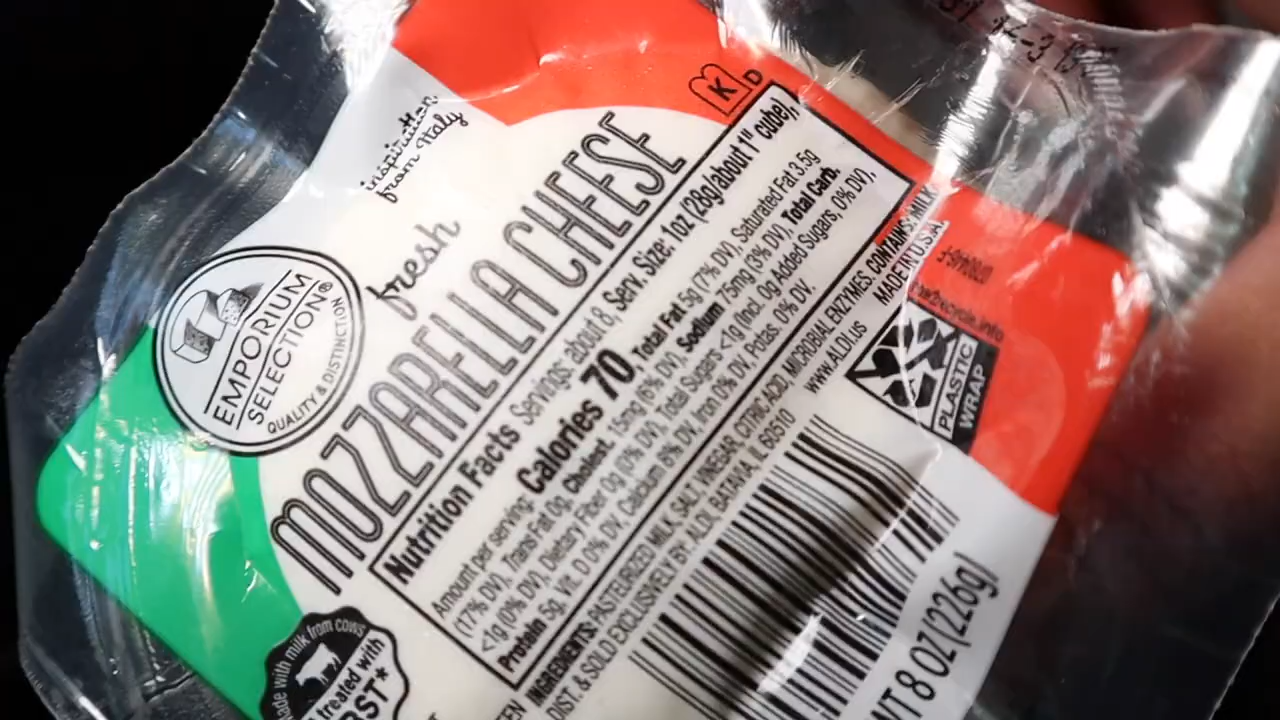 inspiration
from Italy
K D
EMPORIUM
SELECTION®
QUALITY & DISTINCTION
fresh
MOZZARELLA CHEESE
Nutrition Facts Servings: about 8, Serv. Size: 1oz (28g/about 1" cube),
Amount per serving: Calories 70, Total Fat 5g (7% DV), Saturated Fat 3.5g
(17% DV), Trans Fat 0g, Cholest. 15mg (6% DV), Sodium 75mg (3% DV), Total Carb.
<1g (0% DV), Dietary Fiber 0g (0% DV), Total Sugars <1g (Incl. 0g Added Sugars, 0% DV),
Protein 5g, Vit. D 0% DV, Calcium 8% DV, Iron 0% DV, Potas. 0% DV.
INGREDIENTS: PASTEURIZED MILK, SALT, VINEGAR, CITRIC ACID, MICROBIAL ENZYMES. CONTAINS: MILK
DIST. & SOLD EXCLUSIVELY BY: ALDI, BATAVIA, IL 60510 www.ALDI.us MADE IN U.S.A.
PLASTIC
WRAP
made with milk from cows
treated with
8 OZ (226g)